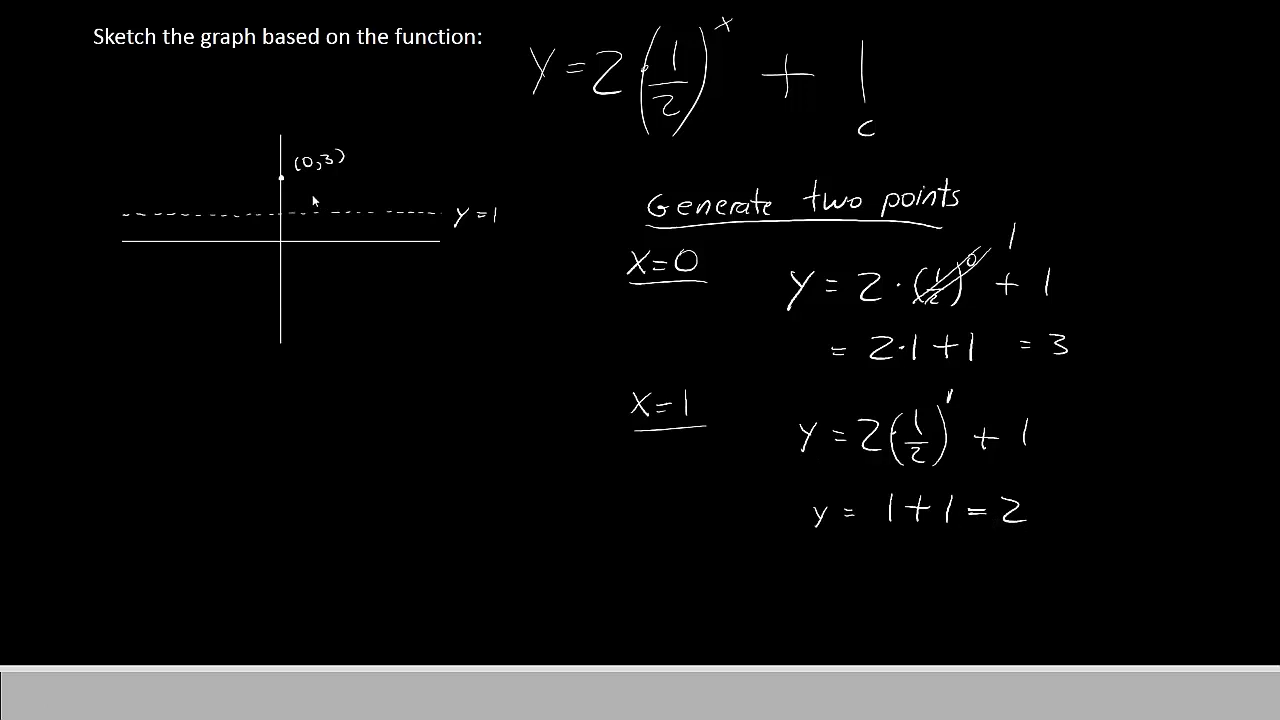 Sketch the graph based on the function:
y = 2(1/2)^x + 1
c
(0,3)
y = 1
Generate two points
x = 0
y = 2 · (1/2)^0 + 1
1
= 2·1 + 1 = 3
x = 1
y = 2(1/2)^1 + 1
y = 1 + 1 = 2